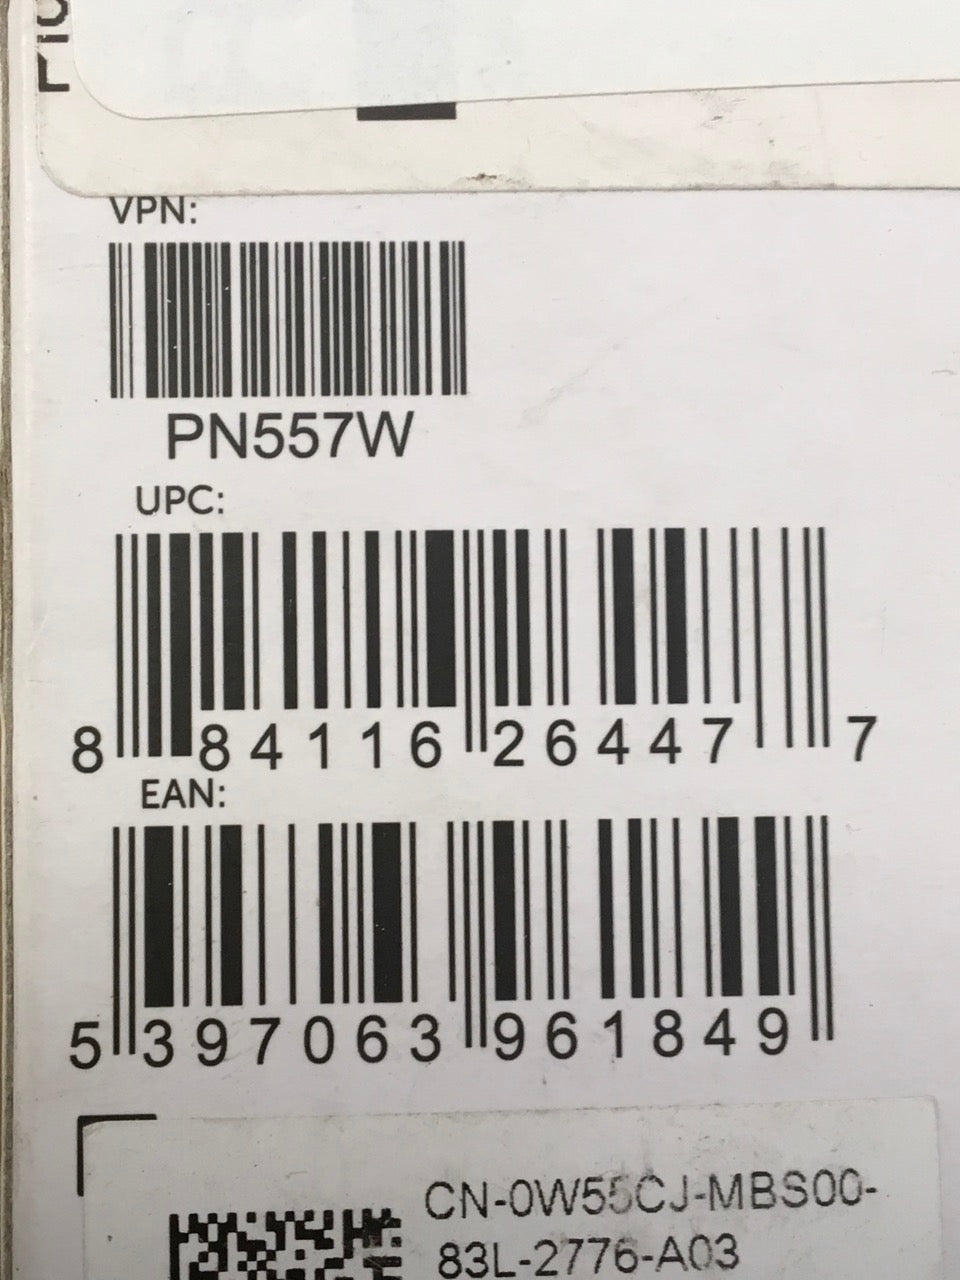 VPN:
PN557W
UPC:
8 84116 26447 7
EAN:
5 397063 961849
CN-0W55CJ-MBS00-
83L-2776-A03